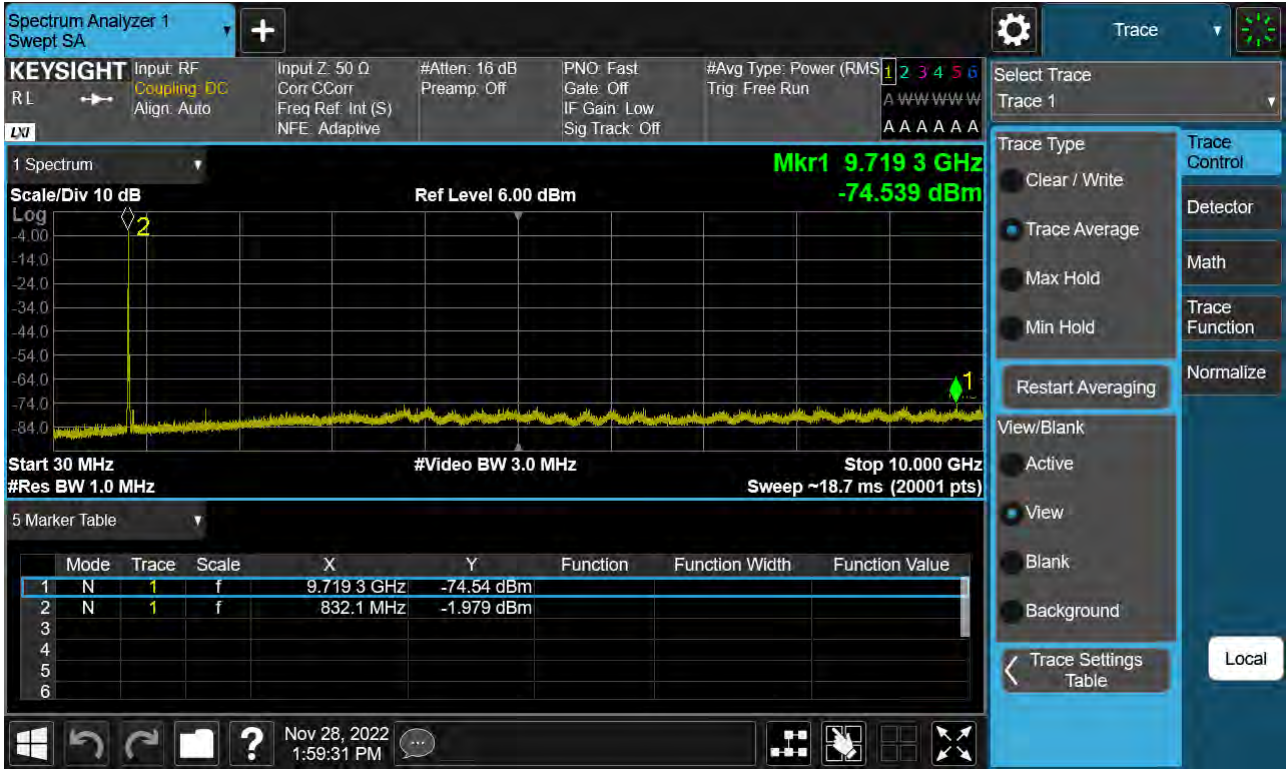 Spectrum Analyzer 1
Swept SA
+
Trace
KEYSIGHT
RL
LXI
Input: RF
Coupling: DC
Align: Auto
Input Z: 50 Ω
Corr CCorr
Freq Ref: Int (S)
NFE: Adaptive
#Atten: 16 dB
Preamp: Off
PNO: Fast
Gate: Off
IF Gain: Low
Sig Track: Off
#Avg Type: Power (RMS
Trig: Free Run
1 2 3 4 5 6
A W W W W W
A A A A A A
Select Trace
Trace 1
1 Spectrum
Mkr1 9.719 3 GHz
-74.539 dBm
Scale/Div 10 dB
Ref Level 6.00 dBm
Log
-4.00
-14.0
-24.0
-34.0
-44.0
-54.0
-64.0
-74.0
-84.0
2
1
Start 30 MHz
#Video BW 3.0 MHz
Stop 10.000 GHz
#Res BW 1.0 MHz
Sweep ~18.7 ms (20001 pts)
5 Marker Table
Mode Trace Scale X Y Function Function Width Function Value
1 N 1 f 9.719 3 GHz -74.54 dBm
2 N 1 f 832.1 MHz -1.979 dBm
3
4
5
6
Trace Type
Clear / Write
Trace Average
Max Hold
Min Hold
Restart Averaging
View/Blank
Active
View
Blank
Background
Trace Settings
Table
Trace
Control
Detector
Math
Trace
Function
Normalize
Local
?
Nov 28, 2022
1:59:31 PM